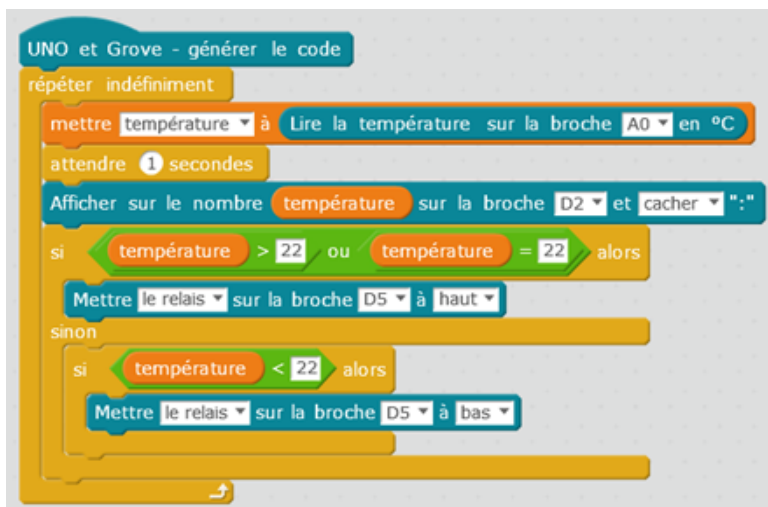 UNO et Grove - générer le code
répéter indéfiniment
mettre température à Lire la température sur la broche A0 en °C
attendre 1 secondes
Afficher sur le nombre température sur la broche D2 et cacher ":"
si température > 22 ou température = 22 alors
Mettre le relais sur la broche D5 à haut
sinon
si température < 22 alors
Mettre le relais sur la broche D5 à bas